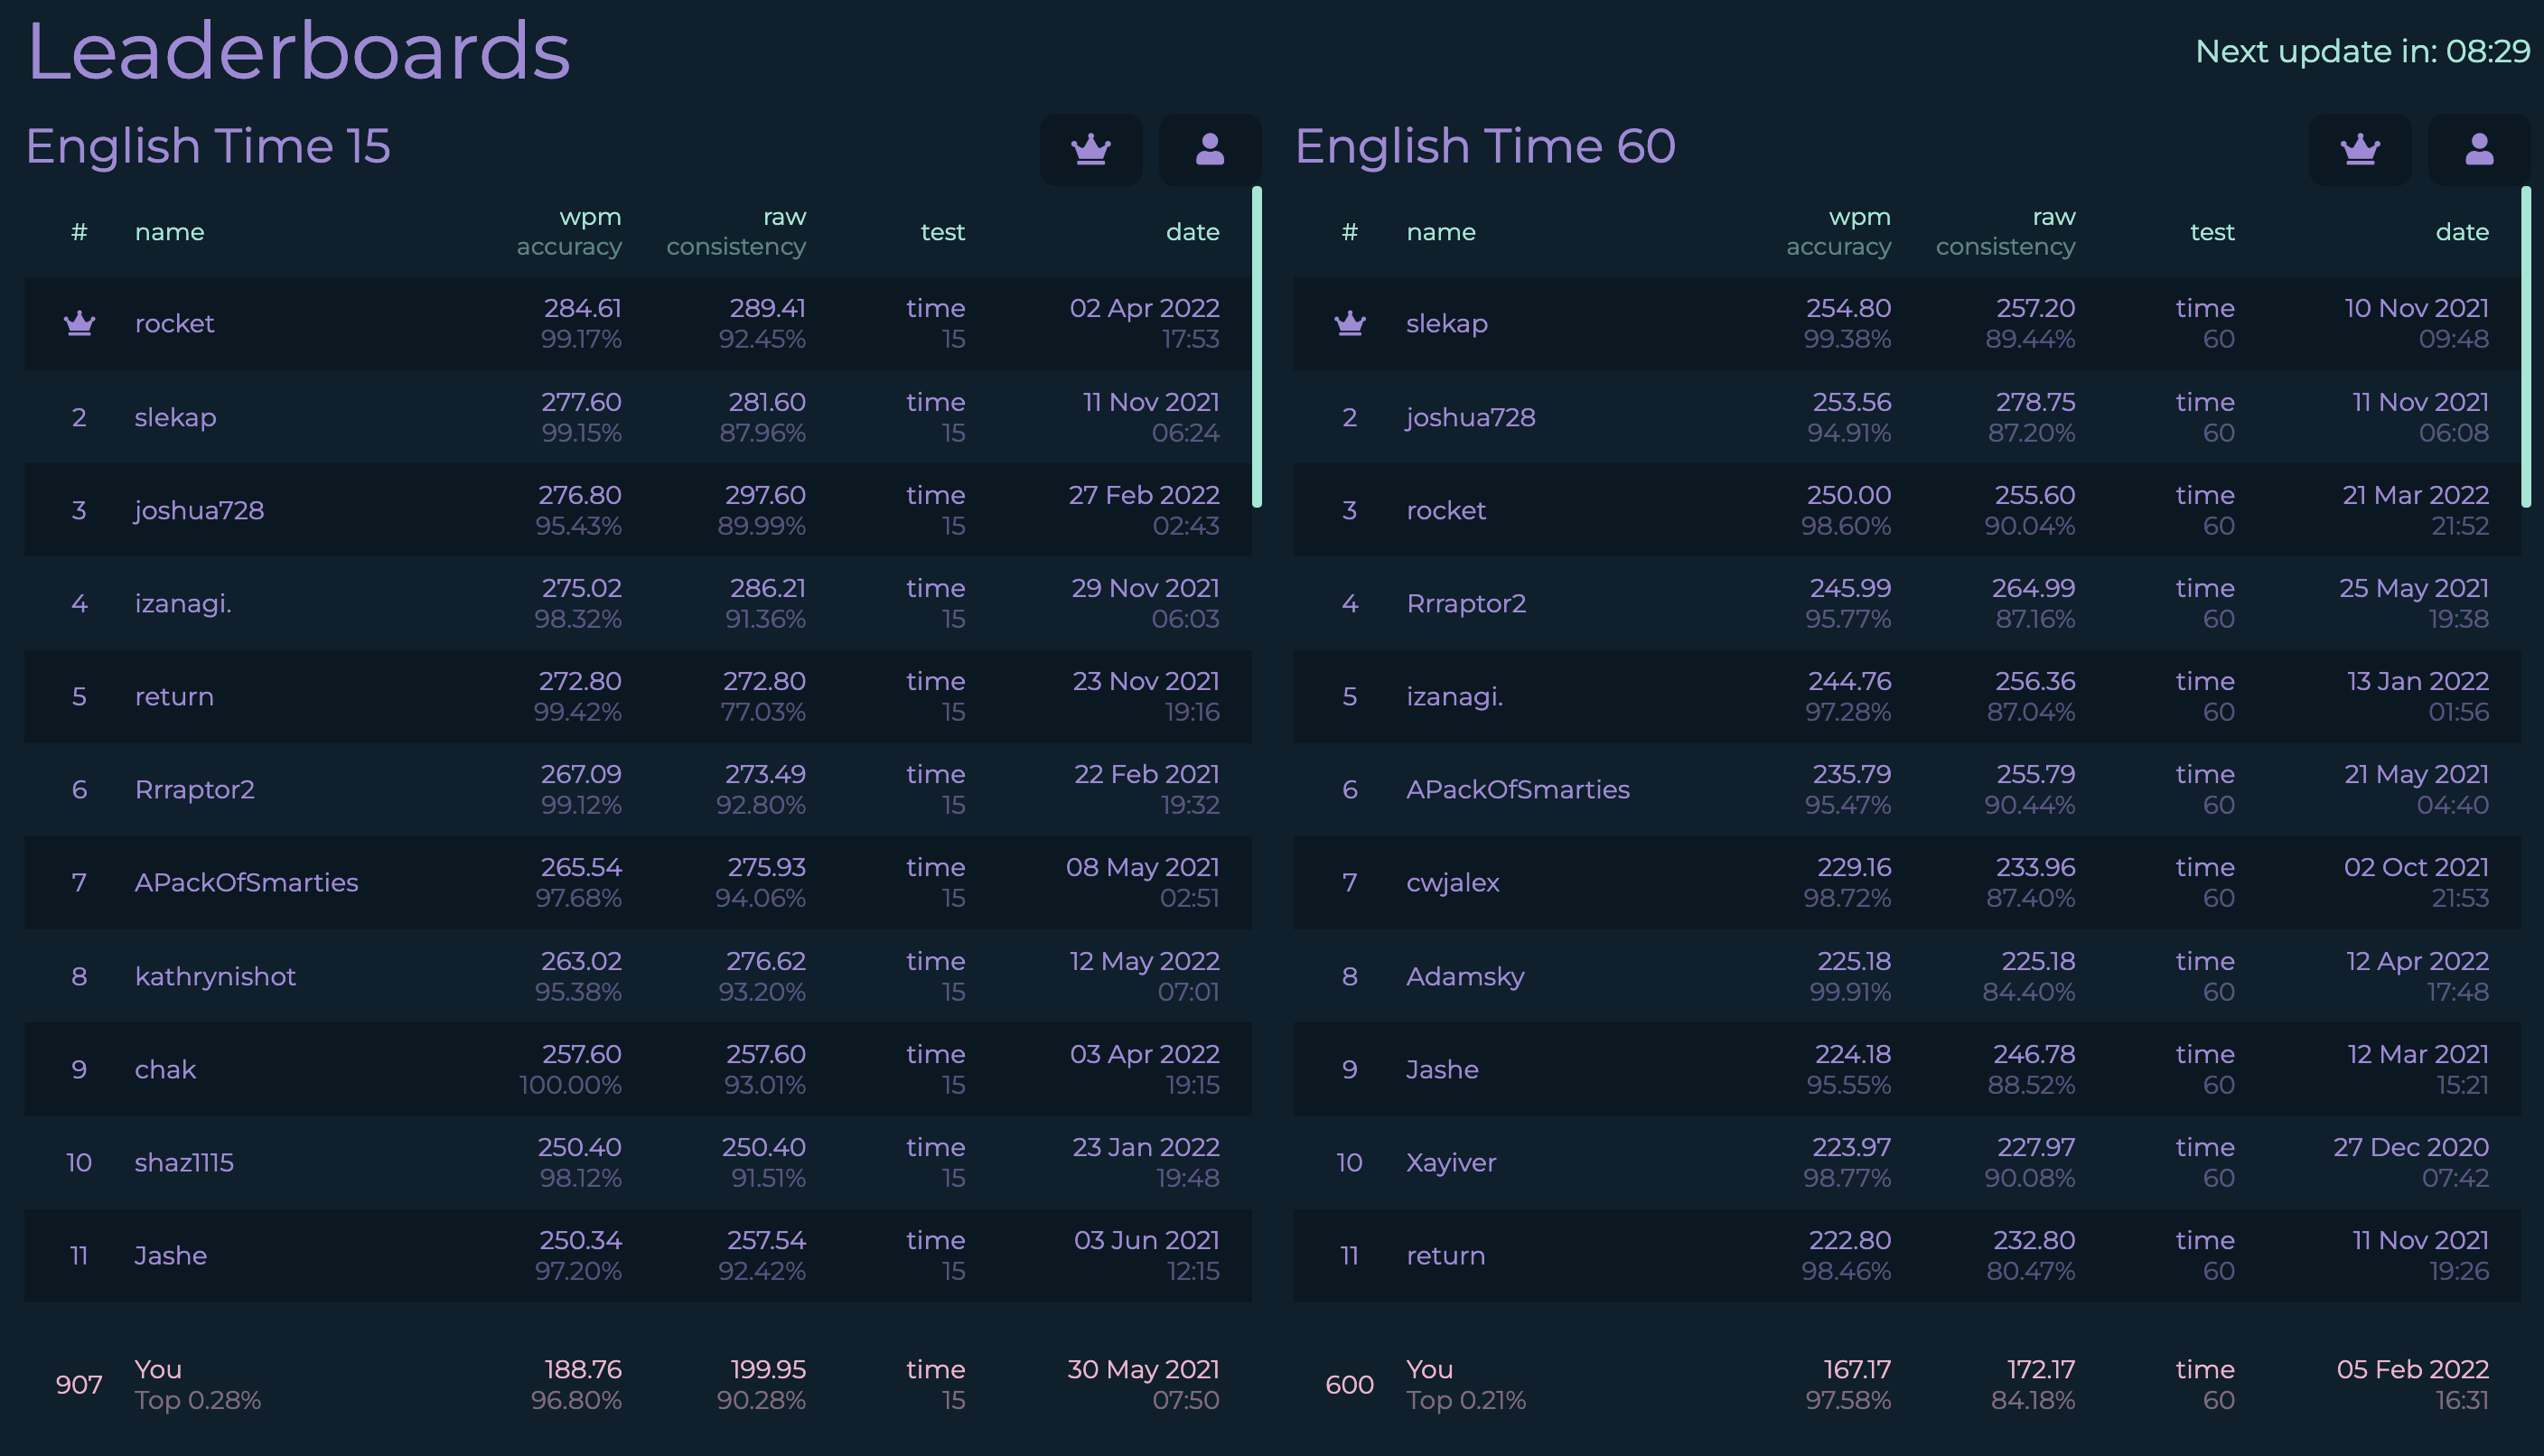 Leaderboards
Next update in: 08:29
English Time 15
# name wpm raw test date
accuracy consistency
rocket 284.61 289.41 time 02 Apr 2022
99.17% 92.45% 15 17:53
2 slekap 277.60 281.60 time 11 Nov 2021
99.15% 87.96% 15 06:24
3 joshua728 276.80 297.60 time 27 Feb 2022
95.43% 89.99% 15 02:43
4 izanagi. 275.02 286.21 time 29 Nov 2021
98.32% 91.36% 15 06:03
5 return 272.80 272.80 time 23 Nov 2021
99.42% 77.03% 15 19:16
6 Rrraptor2 267.09 273.49 time 22 Feb 2021
99.12% 92.80% 15 19:32
7 APackOfSmarties 265.54 275.93 time 08 May 2021
97.68% 94.06% 15 02:51
8 kathrynishot 263.02 276.62 time 12 May 2022
95.38% 93.20% 15 07:01
9 chak 257.60 257.60 time 03 Apr 2022
100.00% 93.01% 15 19:15
10 shaz1115 250.40 250.40 time 23 Jan 2022
98.12% 91.51% 15 19:48
11 Jashe 250.34 257.54 time 03 Jun 2021
97.20% 92.42% 15 12:15
907 You 188.76 199.95 time 30 May 2021
Top 0.28% 96.80% 90.28% 15 07:50
English Time 60
# name wpm raw test date
accuracy consistency
slekap 254.80 257.20 time 10 Nov 2021
99.38% 89.44% 60 09:48
2 joshua728 253.56 278.75 time 11 Nov 2021
94.91% 87.20% 60 06:08
3 rocket 250.00 255.60 time 21 Mar 2022
98.60% 90.04% 60 21:52
4 Rrraptor2 245.99 264.99 time 25 May 2021
95.77% 87.16% 60 19:38
5 izanagi. 244.76 256.36 time 13 Jan 2022
97.28% 87.04% 60 01:56
6 APackOfSmarties 235.79 255.79 time 21 May 2021
95.47% 90.44% 60 04:40
7 cwjalex 229.16 233.96 time 02 Oct 2021
98.72% 87.40% 60 21:53
8 Adamsky 225.18 225.18 time 12 Apr 2022
99.91% 84.40% 60 17:48
9 Jashe 224.18 246.78 time 12 Mar 2021
95.55% 88.52% 60 15:21
10 Xayiver 223.97 227.97 time 27 Dec 2020
98.77% 90.08% 60 07:42
11 return 222.80 232.80 time 11 Nov 2021
98.46% 80.47% 60 19:26
600 You 167.17 172.17 time 05 Feb 2022
Top 0.21% 97.58% 84.18% 60 16:31